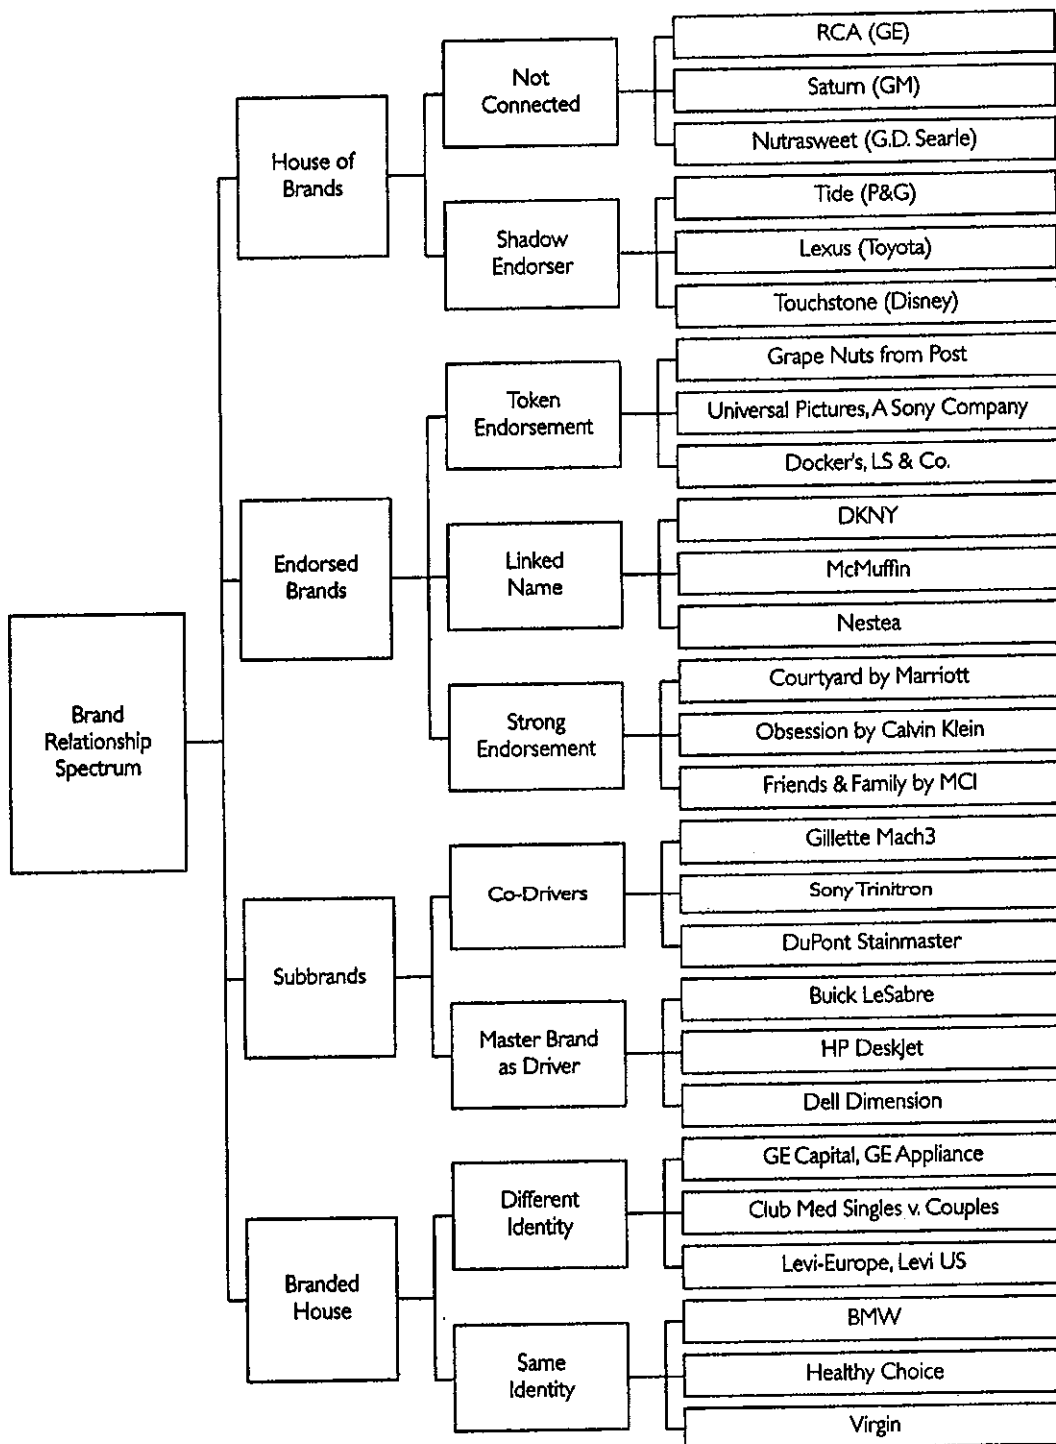 Brand
Relationship
Spectrum
House of
Brands
Not
Connected
RCA (GE)
Saturn (GM)
Nutrasweet (G.D. Searle)
Shadow
Endorser
Tide (P&G)
Lexus (Toyota)
Touchstone (Disney)
Endorsed
Brands
Token
Endorsement
Grape Nuts from Post
Universal Pictures, A Sony Company
Docker's, LS & Co.
Linked
Name
DKNY
McMuffin
Nestea
Strong
Endorsement
Courtyard by Marriott
Obsession by Calvin Klein
Friends & Family by MCI
Subbrands
Co-Drivers
Gillette Mach3
Sony Trinitron
DuPont Stainmaster
Master Brand
as Driver
Buick LeSabre
HP DeskJet
Dell Dimension
Branded
House
Different
Identity
GE Capital, GE Appliance
Club Med Singles v. Couples
Levi-Europe, Levi US
Same
Identity
BMW
Healthy Choice
Virgin